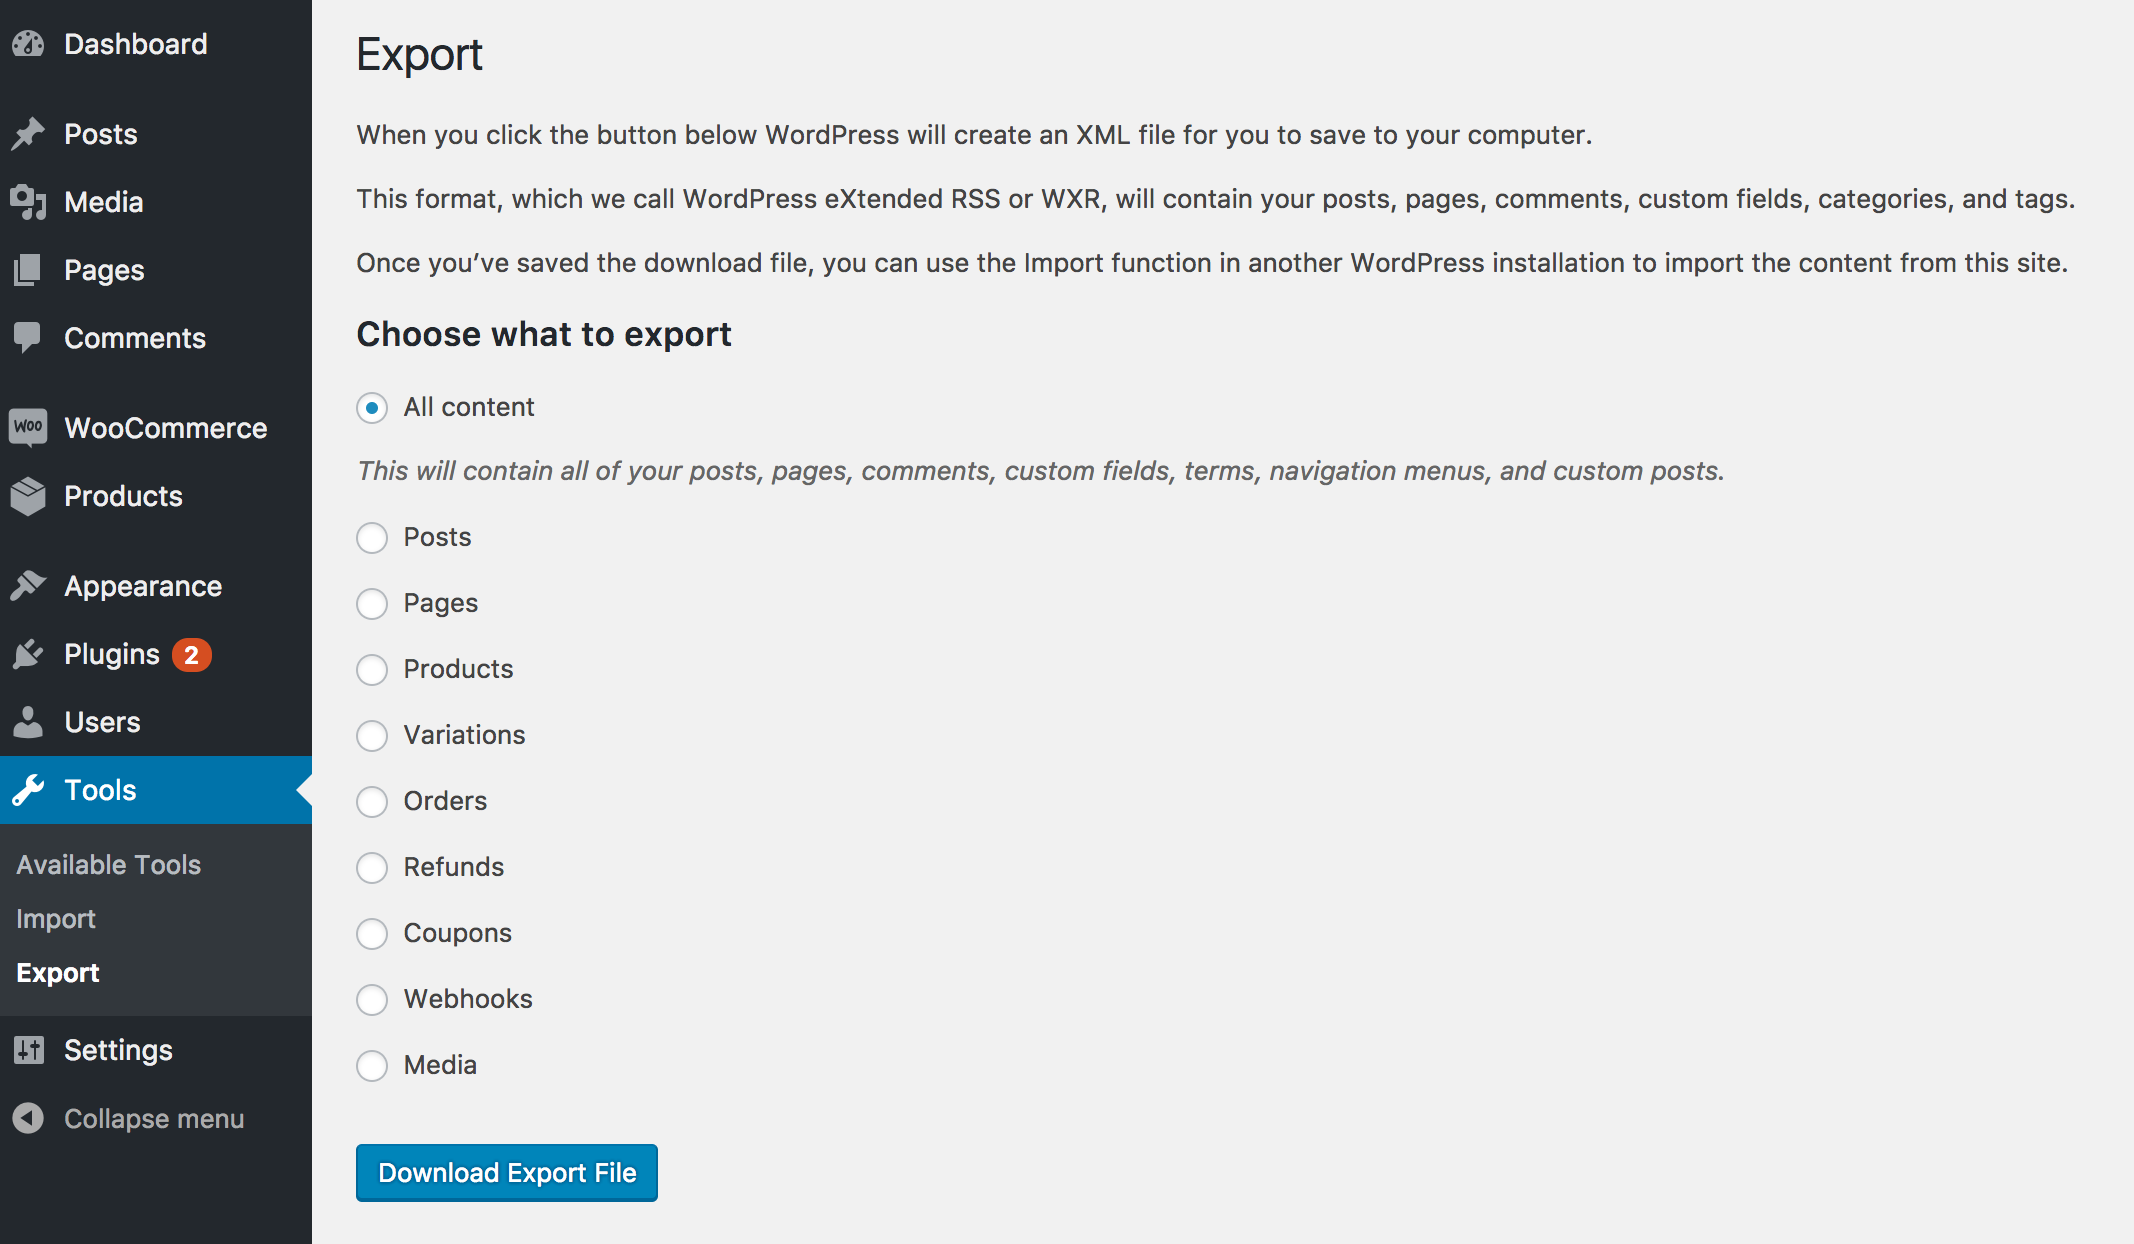 Dashboard
Posts
Media
Pages
Comments
Woo WooCommerce
Products
Appearance
Plugins 2
Users
Tools
Available Tools
Import
Export
Settings
Collapse menu
Export
When you click the button below WordPress will create an XML file for you to save to your computer.
This format, which we call WordPress eXtended RSS or WXR, will contain your posts, pages, comments, custom fields, categories, and tags.
Once you’ve saved the download file, you can use the Import function in another WordPress installation to import the content from this site.
Choose what to export
All content
This will contain all of your posts, pages, comments, custom fields, terms, navigation menus, and custom posts.
Posts
Pages
Products
Variations
Orders
Refunds
Coupons
Webhooks
Media
Download Export File